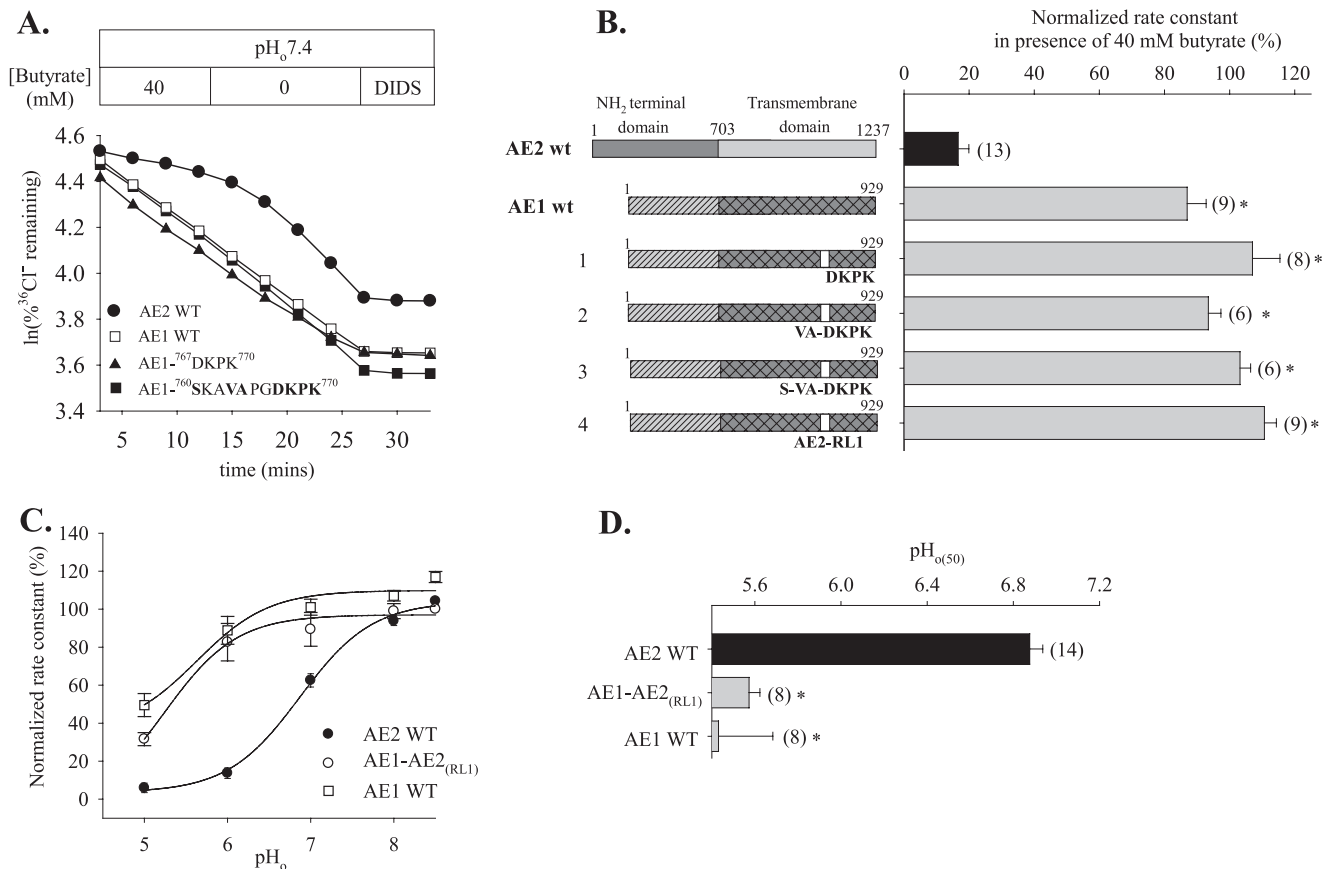 A.
pHo7.4
[Butyrate]
(mM)
40
0
DIDS
ln(%³⁶Cl⁻ remaining)
4.6
4.4
4.2
4.0
3.8
3.6
3.4
AE2 WT
AE1 WT
AE1-⁷⁶⁷DKPK⁷⁷⁰
AE1-⁷⁶⁰SKAVAPGDKPK⁷⁷⁰
5 10 15 20 25 30
time (mins)
B.
Normalized rate constant
in presence of 40 mM butyrate (%)
0 20 40 60 80 100 120
NH₂ terminal domain
Transmembrane domain
1 703 1237
AE2 wt
(13)
1 929
AE1 wt
(9) *
1 929
1
DKPK
(8) *
1 929
2
VA-DKPK
(6) *
1 929
3
S-VA-DKPK
(6) *
1 929
4
AE2-RL1
(9) *
C.
Normalized rate constant (%)
140
120
100
80
60
40
20
0
AE2 WT
AE1-AE2(RL1)
AE1 WT
5 6 7 8
pHo
D.
pHo(50)
5.6 6.0 6.4 6.8 7.2
AE2 WT
(14)
AE1-AE2(RL1)
(8) *
AE1 WT
(8) *